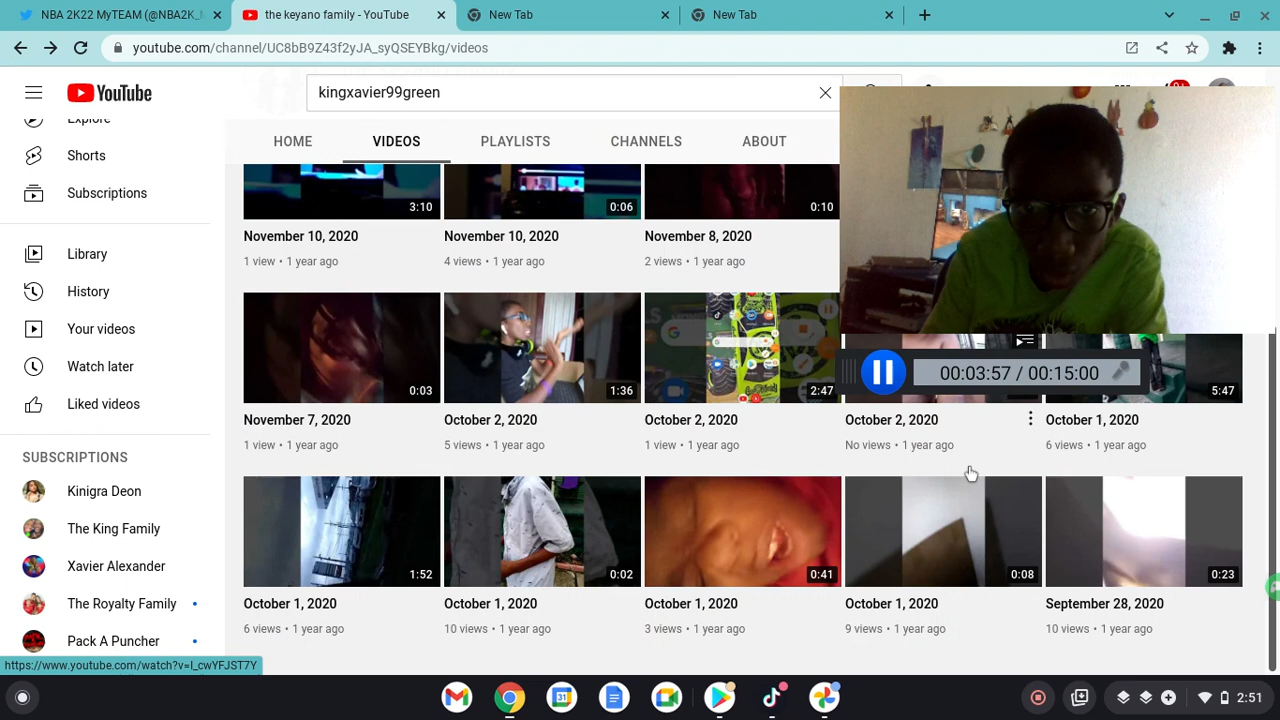 NBA 2K22 MyTEAM (@NBA2K_M
the keyano family - YouTube
New Tab
New Tab
youtube.com/channel/UC8bB9Z43f2yJA_syQSEYBkg/videos
YouTube
kingxavier99green
9+
Explore
Shorts
Subscriptions
Library
History
Your videos
Watch later
Liked videos
SUBSCRIPTIONS
Kinigra Deon
The King Family
Xavier Alexander
The Royalty Family
Pack A Puncher
HOME
VIDEOS
PLAYLISTS
CHANNELS
ABOUT
3:10
0:06
0:10
November 10, 2020
November 10, 2020
November 8, 2020
1 view • 1 year ago
4 views • 1 year ago
2 views • 1 year ago
00:03:57 / 00:15:00
0:03
1:36
2:47
5:47
November 7, 2020
October 2, 2020
October 2, 2020
October 2, 2020
October 1, 2020
1 view • 1 year ago
5 views • 1 year ago
1 view • 1 year ago
No views • 1 year ago
6 views • 1 year ago
1:52
0:02
0:41
0:08
0:23
October 1, 2020
October 1, 2020
October 1, 2020
October 1, 2020
September 28, 2020
6 views • 1 year ago
10 views • 1 year ago
3 views • 1 year ago
9 views • 1 year ago
10 views • 1 year ago
https://www.youtube.com/watch?v=l_cwYFJST7Y
31
2:51